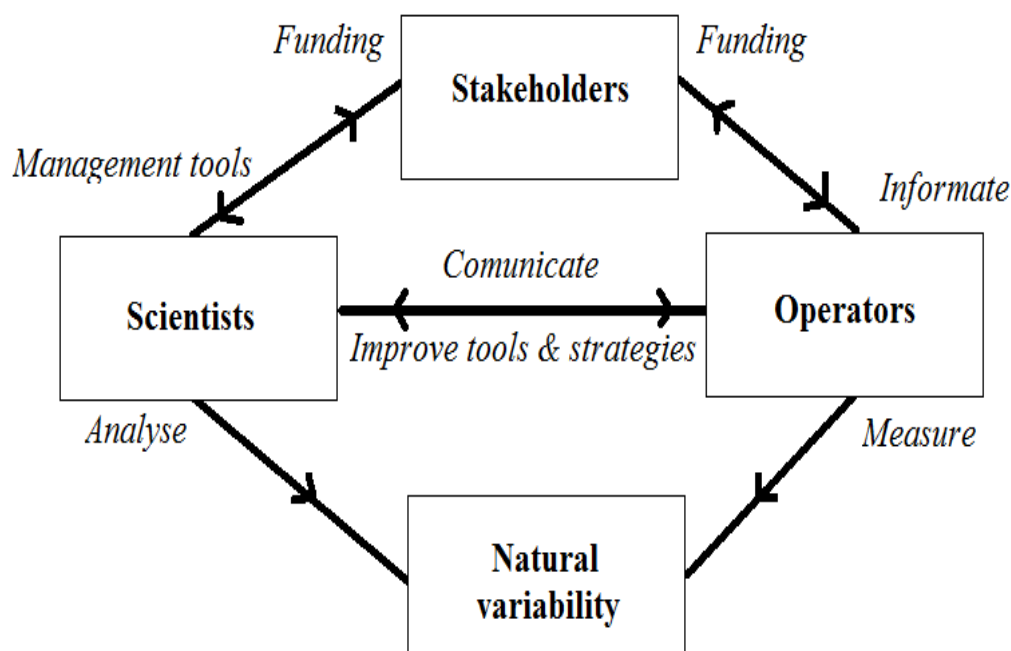 Funding
Funding
Stakeholders
Management tools
Informate
Comunicate
Scientists
Operators
Improve tools & strategies
Analyse
Measure
Natural
variability